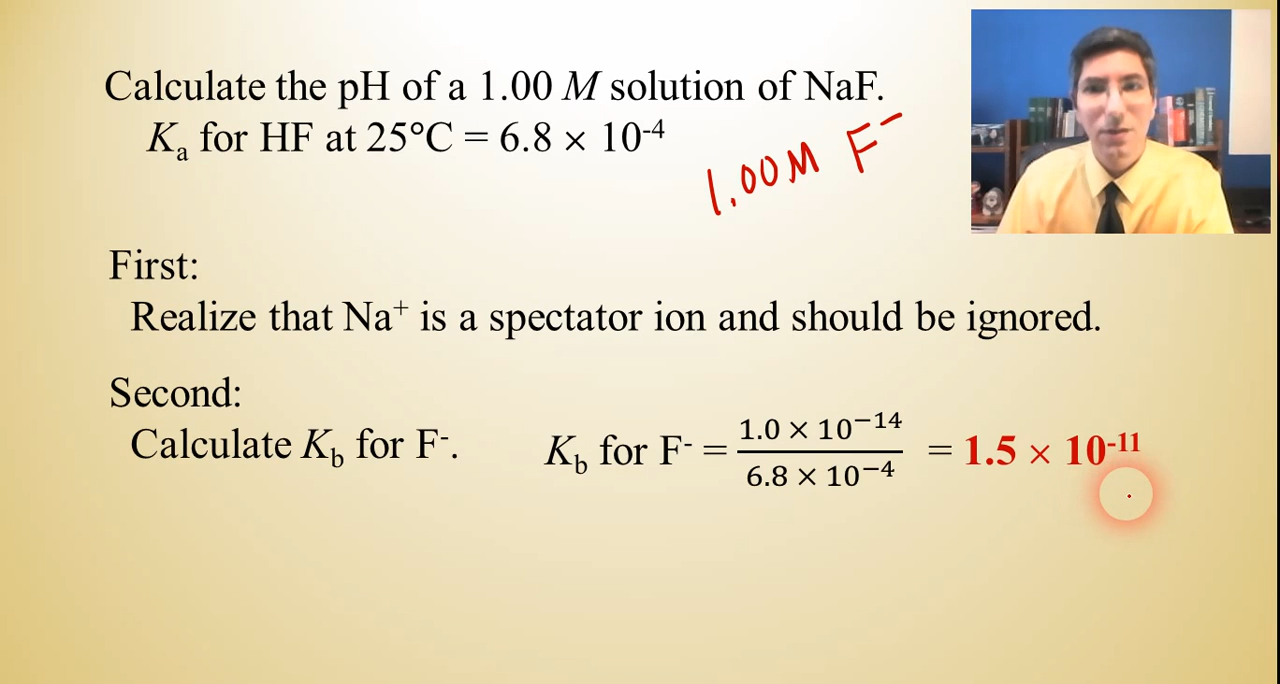 Calculate the pH of a 1.00 M solution of NaF.
Kₐ for HF at 25°C = 6.8 × 10⁻⁴
1.00M F⁻
First:
Realize that Na⁺ is a spectator ion and should be ignored.
Second:
Calculate K_b for F⁻.
K_b for F⁻ = (1.0 × 10⁻¹⁴)/(6.8 × 10⁻⁴) = 1.5 × 10⁻¹¹